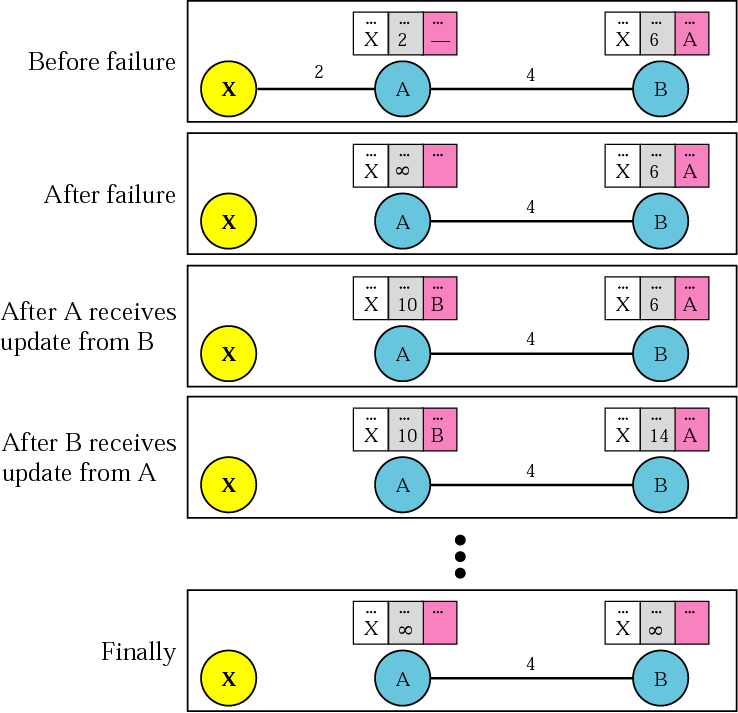 ... ... ... ... ... ...
X 2 — X 6 A
Before failure X 2 A 4 B
... ... ... ... ... ...
X ∞ X 6 A
After failure X A 4 B
... ... ... ... ... ...
X 10 B X 6 A
After A receives
update from B X A 4 B
... ... ... ... ... ...
X 10 B X 14 A
After B receives
update from A X A 4 B
... ... ... ... ... ...
X ∞ X ∞
Finally X A 4 B